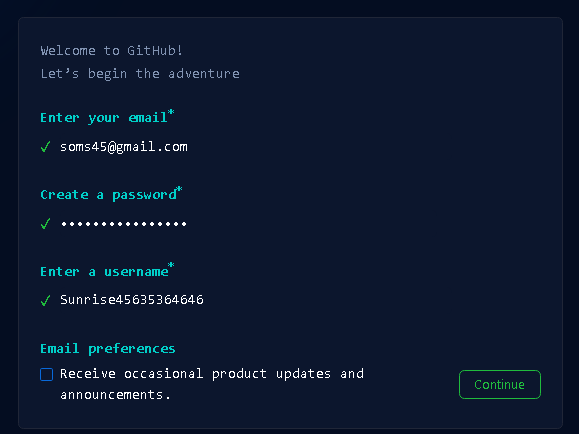 Welcome to GitHub!
Let’s begin the adventure
Enter your email*
✓ soms45@gmail.com
Create a password*
✓ ••••••••••••••••
Enter a username*
✓ Sunrise45635364646
Email preferences
Receive occasional product updates and
announcements.
Continue